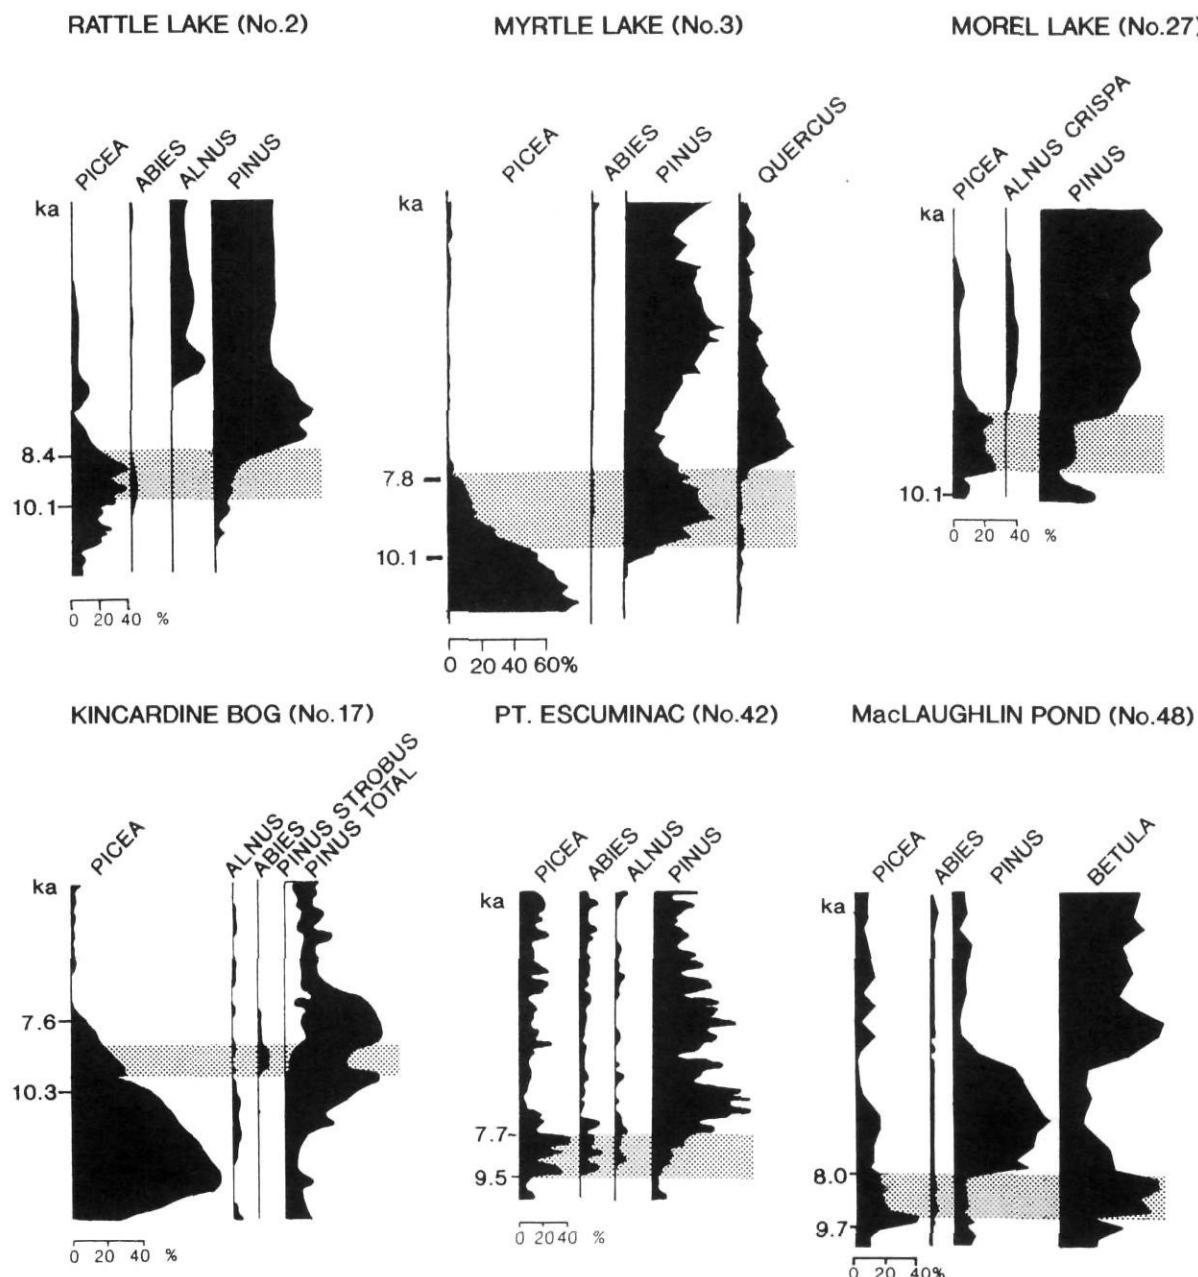 RATTLE LAKE (No.2)
PICEA
ABIES
ALNUS
PINUS
ka
8.4
10.1
0 20 40 %
MYRTLE LAKE (No.3)
PICEA
ABIES
PINUS
QUERCUS
ka
7.8
10.1
0 20 40 60%
MOREL LAKE (No.27)
PICEA
ALNUS CRISPA
PINUS
ka
10.1
0 20 40 %
KINCARDINE BOG (No.17)
PICEA
ALNUS
ABIES
PINUS STROBUS
PINUS TOTAL
ka
7.6
10.3
0 20 40 %
PT. ESCUMINAC (No.42)
PICEA
ABIES
ALNUS
PINUS
ka
7.7
9.5
0 20 40 %
MacLAUGHLIN POND (No.48)
PICEA
ABIES
PINUS
BETULA
ka
8.0
9.7
0 20 40%